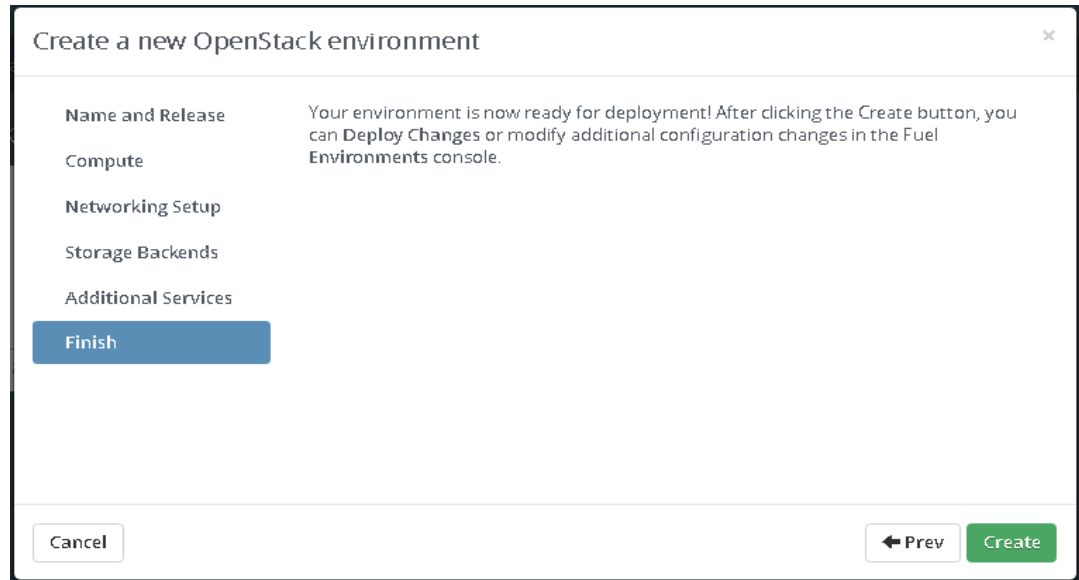 Create a new OpenStack environment
×
Name and Release
Compute
Networking Setup
Storage Backends
Additional Services
Finish
Your environment is now ready for deployment! After clicking the Create button, you
can Deploy Changes or modify additional configuration changes in the Fuel
Environments console.
Cancel
Prev
Create